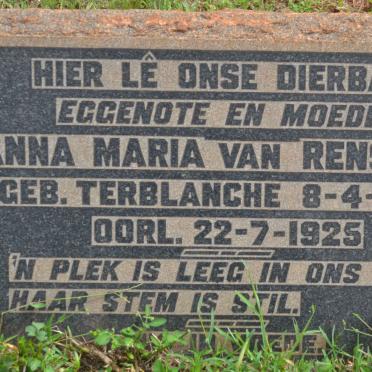 HIER LÊ ONSE DIERBA
EGGENOTE EN MOEDE
ANNA MARIA VAN RENS
GEB. TERBLANCHE 8-4-
OORL. 22-7-1925
'N PLEK IS LEEG IN ONS
HAAR STEM IS STIL.